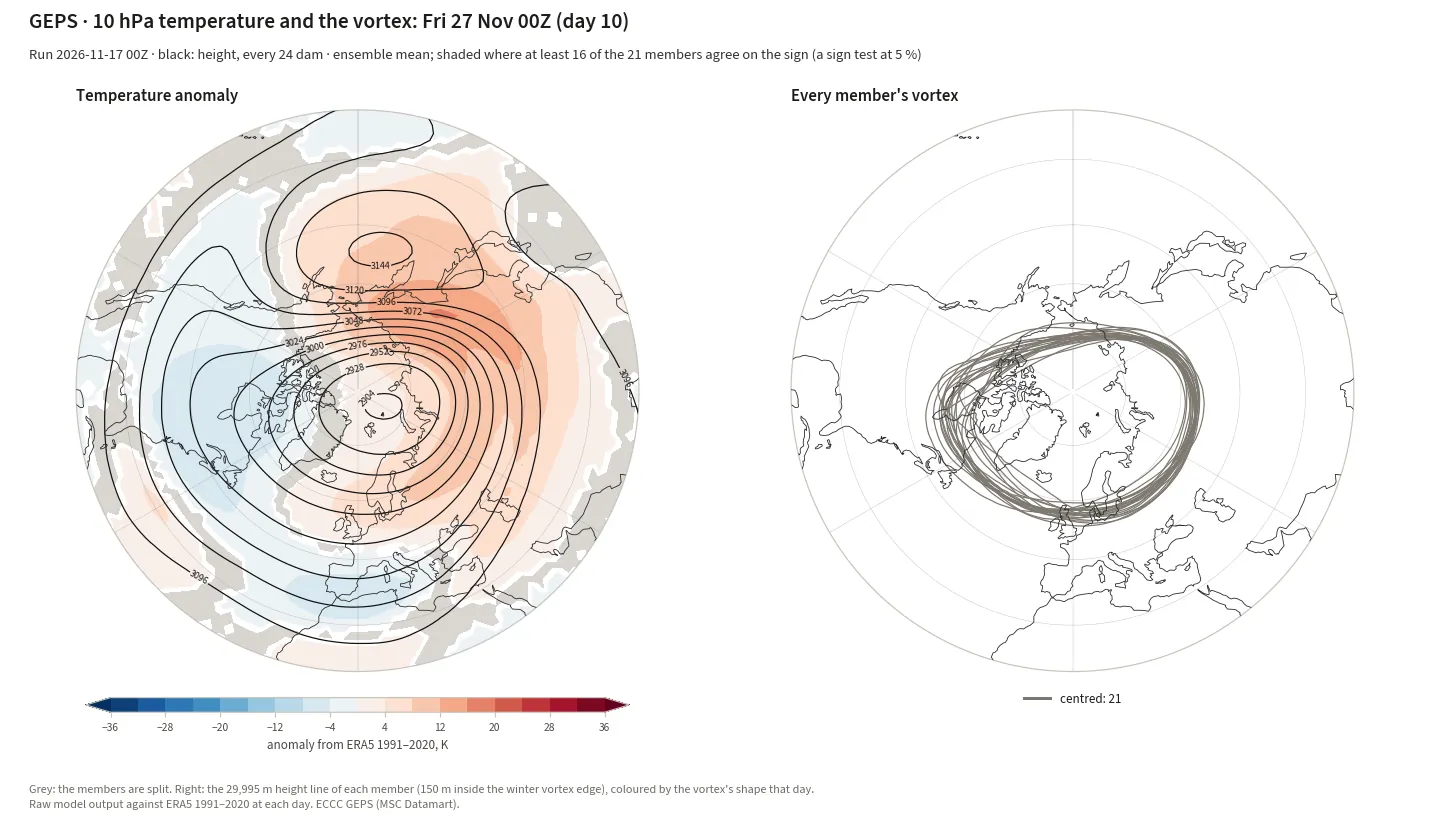 GEPS · 10 hPa temperature and the vortex: Fri 27 Nov 00Z (day 10)
Run 2026-11-17 00Z · black: height, every 24 dam · ensemble mean; shaded where at least 16 of the 21 members agree on the sign (a sign test at 5 %)
Temperature anomaly
Every member's vortex
3144
3120
3096
3072
3048
3024
3000
2976
2952
2928
2904
3096
3096
centred: 21
−36 −28 −20 −12 −4 4 12 20 28 36
anomaly from ERA5 1991–2020, K
Grey: the members are split. Right: the 29,995 m height line of each member (150 m inside the winter vortex edge), coloured by the vortex's shape that day.
Raw model output against ERA5 1991–2020 at each day. ECCC GEPS (MSC Datamart).